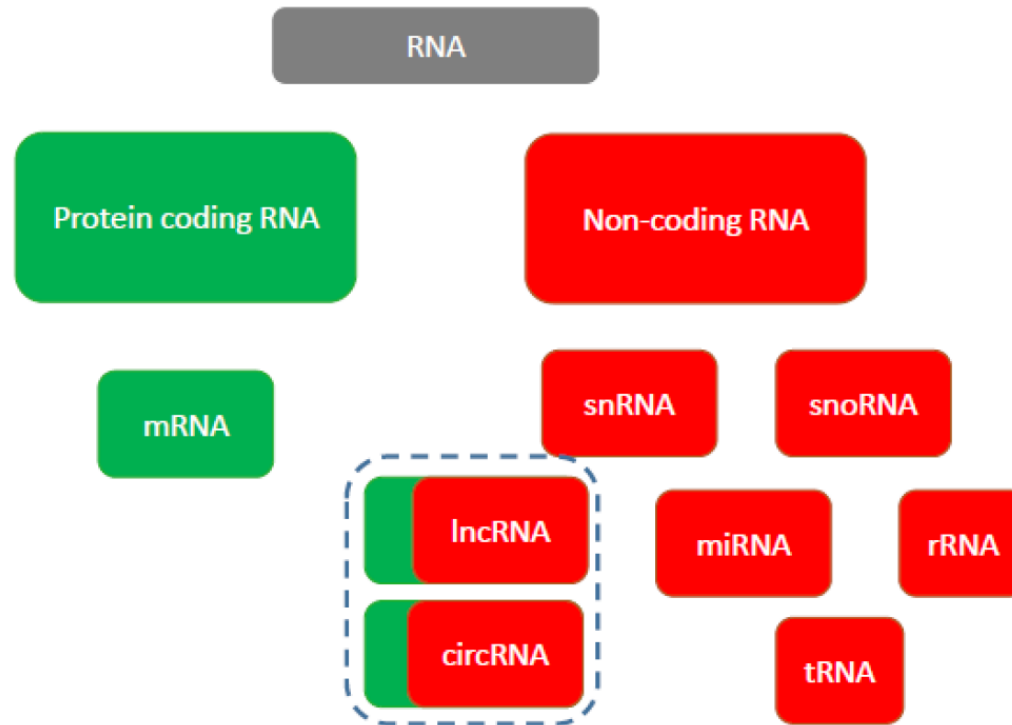 RNA
Protein coding RNA
Non-coding RNA
mRNA
snRNA
snoRNA
lncRNA
miRNA
rRNA
circRNA
tRNA